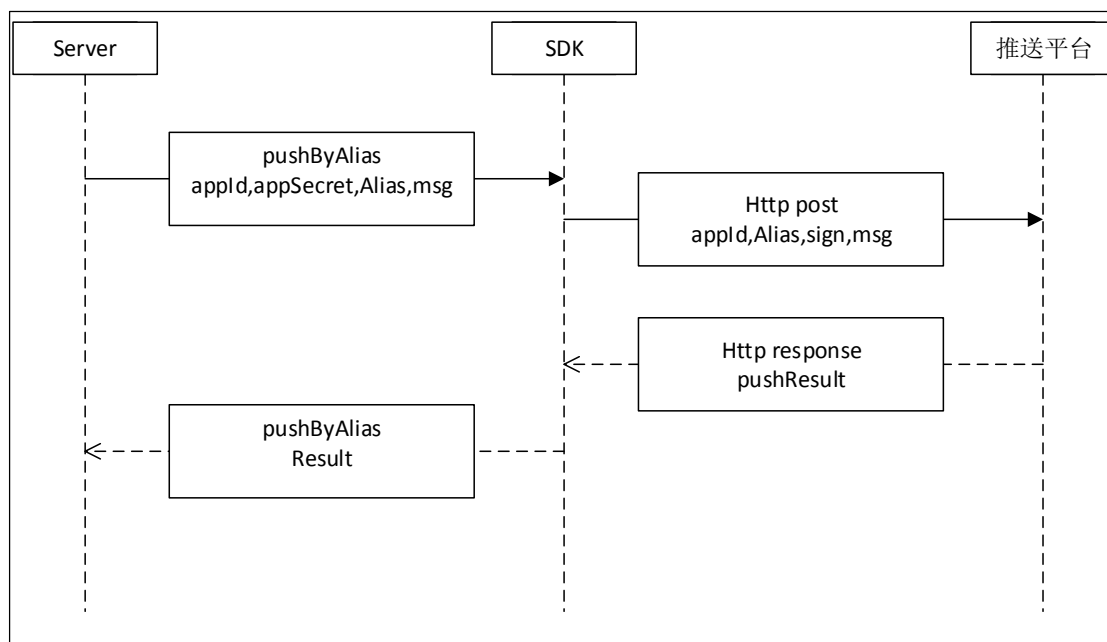 Server
SDK
推送平台
pushByAlias
appId,appSecret,Alias,msg
Http post
appId,Alias,sign,msg
Http response
pushResult
pushByAlias
Result